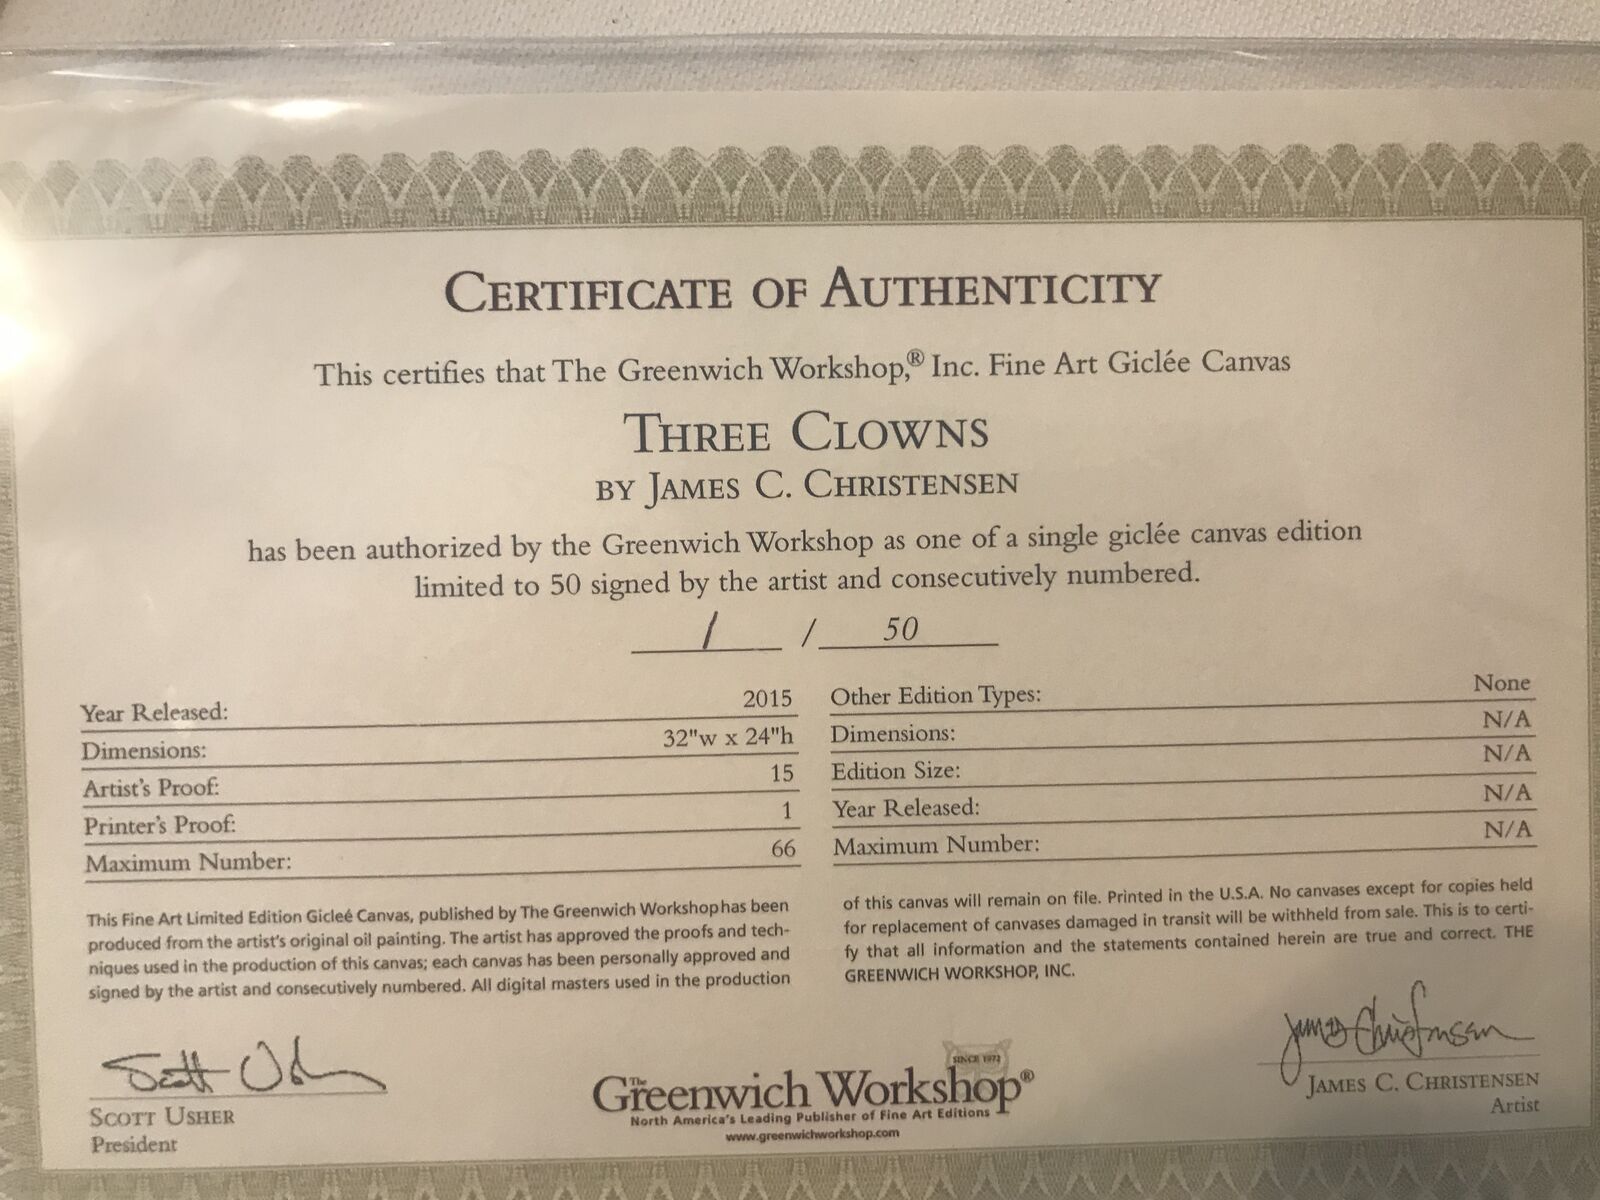 CERTIFICATE OF AUTHENTICITY
This certifies that The Greenwich Workshop,® Inc. Fine Art Giclée Canvas
THREE CLOWNS
BY JAMES C. CHRISTENSEN
has been authorized by the Greenwich Workshop as one of a single giclée canvas edition
limited to 50 signed by the artist and consecutively numbered.
1 / 50
Year Released: 2015
Dimensions: 32"w x 24"h
Artist's Proof: 15
Printer's Proof: 1
Maximum Number: 66
Other Edition Types: None
Dimensions: N/A
Edition Size: N/A
Year Released: N/A
Maximum Number: N/A
This Fine Art Limited Edition Gicleé Canvas, published by The Greenwich Workshop has been
produced from the artist's original oil painting. The artist has approved the proofs and tech-
niques used in the production of this canvas; each canvas has been personally approved and
signed by the artist and consecutively numbered. All digital masters used in the production
of this canvas will remain on file. Printed in the U.S.A. No canvases except for copies held
for replacement of canvases damaged in transit will be withheld from sale. This is to certi-
fy that all information and the statements contained herein are true and correct. THE
GREENWICH WORKSHOP, INC.
Scott Usher
SCOTT USHER
President
SINCE 1972
The Greenwich Workshop®
North America's Leading Publisher of Fine Art Editions
www.greenwichworkshop.com
James Christensen
JAMES C. CHRISTENSEN
Artist